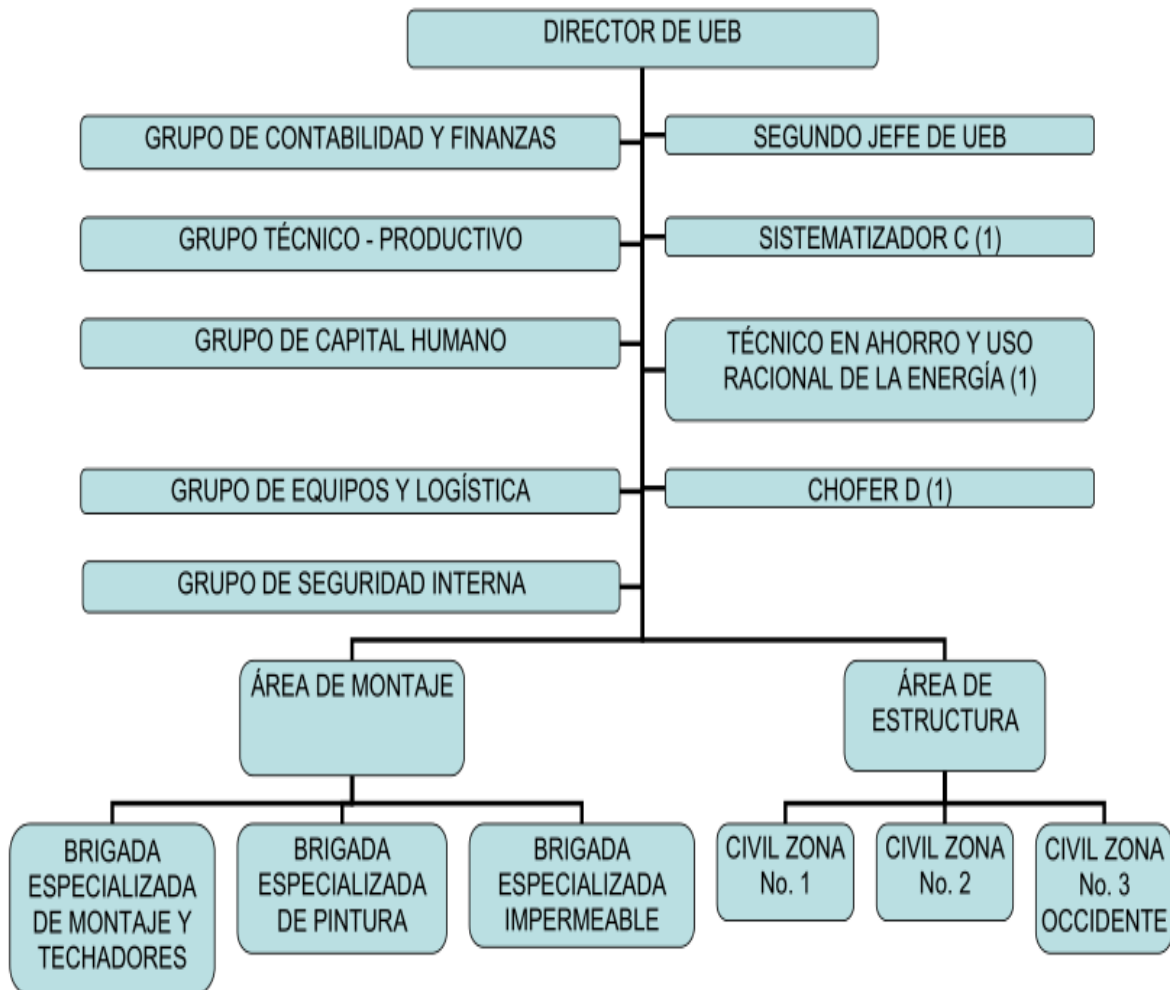 DIRECTOR DE UEB
GRUPO DE CONTABILIDAD Y FINANZAS
SEGUNDO JEFE DE UEB
GRUPO TÉCNICO - PRODUCTIVO
SISTEMATIZADOR C (1)
GRUPO DE CAPITAL HUMANO
TÉCNICO EN AHORRO Y USO
RACIONAL DE LA ENERGÍA (1)
GRUPO DE EQUIPOS Y LOGÍSTICA
CHOFER D (1)
GRUPO DE SEGURIDAD INTERNA
ÁREA DE MONTAJE
ÁREA DE
ESTRUCTURA
BRIGADA
ESPECIALIZADA
DE MONTAJE Y
TECHADORES
BRIGADA
ESPECIALIZADA
DE PINTURA
BRIGADA
ESPECIALIZADA
IMPERMEABLE
CIVIL ZONA
No. 1
CIVIL ZONA
No. 2
CIVIL ZONA
No. 3
OCCIDENTE